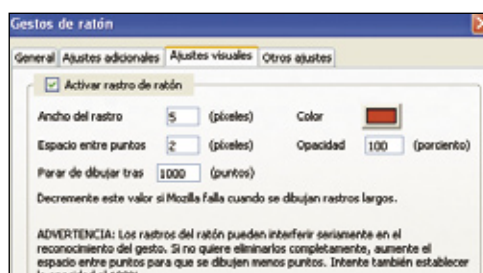 Gestos de ratón
General Ajustes adicionales Ajustes visuales Otros ajustes
Activar rastro de ratón
Ancho del rastro 5 (píxeles) Color
Espacio entre puntos 2 (píxeles) Opacidad 100 (porciento)
Parar de dibujar tras 1000 (puntos)
Decremente este valor si Mozilla falla cuando se dibujan rastros largos.
ADVERTENCIA: Los rastros del ratón pueden interferir seriamente en el
reconocimiento del gesto. Si no quiere eliminarlos completamente, aumente el
espacio entre puntos para que se dibujen menos puntos. Intente también establecer